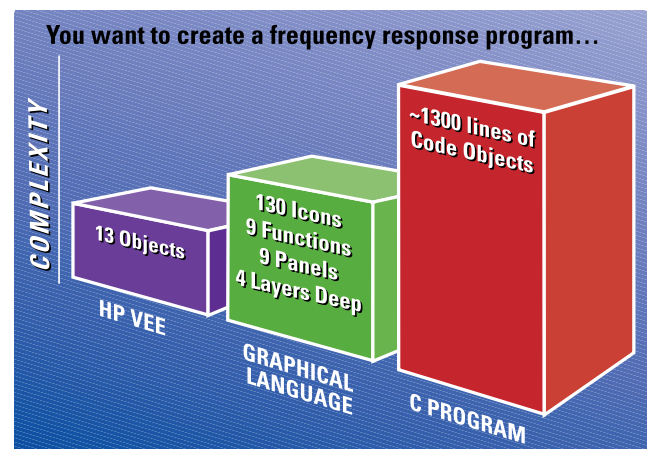 You want to create a frequency response program...
COMPLEXITY
13 Objects
HP VEE
130 Icons
9 Functions
9 Panels
4 Layers Deep
GRAPHICAL
LANGUAGE
~1300 lines of
Code Objects
C PROGRAM